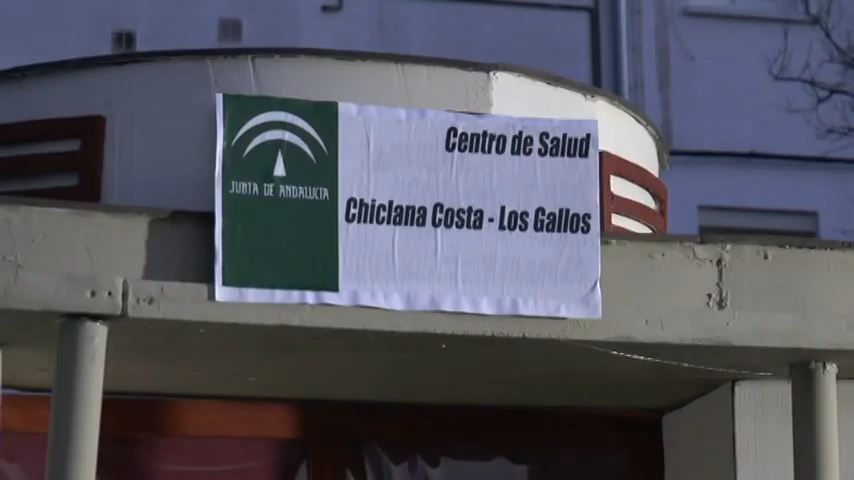 Centro de Salud
JUNTA DE ANDALUCIA
Chiclana Costa - Los Gallos